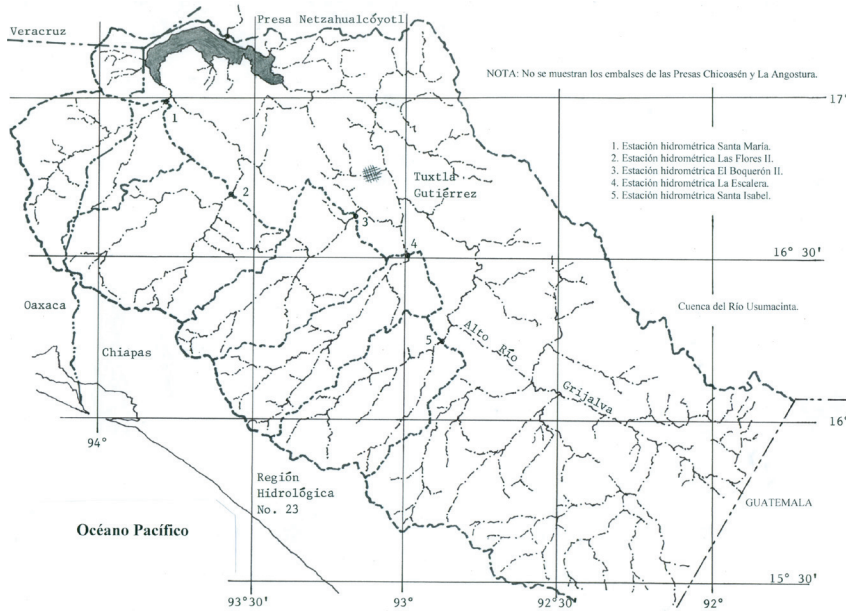 Presa Netzahualcóyotl
Veracruz
NOTA: No se muestran los embalses de las Presas Chicoasén y La Angostura.
17°
1
1. Estación hidrométrica Santa María.
2. Estación hidrométrica Las Flores II.
3. Estación hidrométrica El Boquerón II.
4. Estación hidrométrica La Escalera.
5. Estación hidrométrica Santa Isabel.
Tuxtla
Gutiérrez
2
3
4
16° 30'
Oaxaca
Cuenca del Río Usumacinta.
Chiapas
5
Alto Río
Grijalva
94°
16°
Región
Hidrológica
No. 23
GUATEMALA
Océano Pacífico
15° 30'
93°30'
93°
92°30'
92°